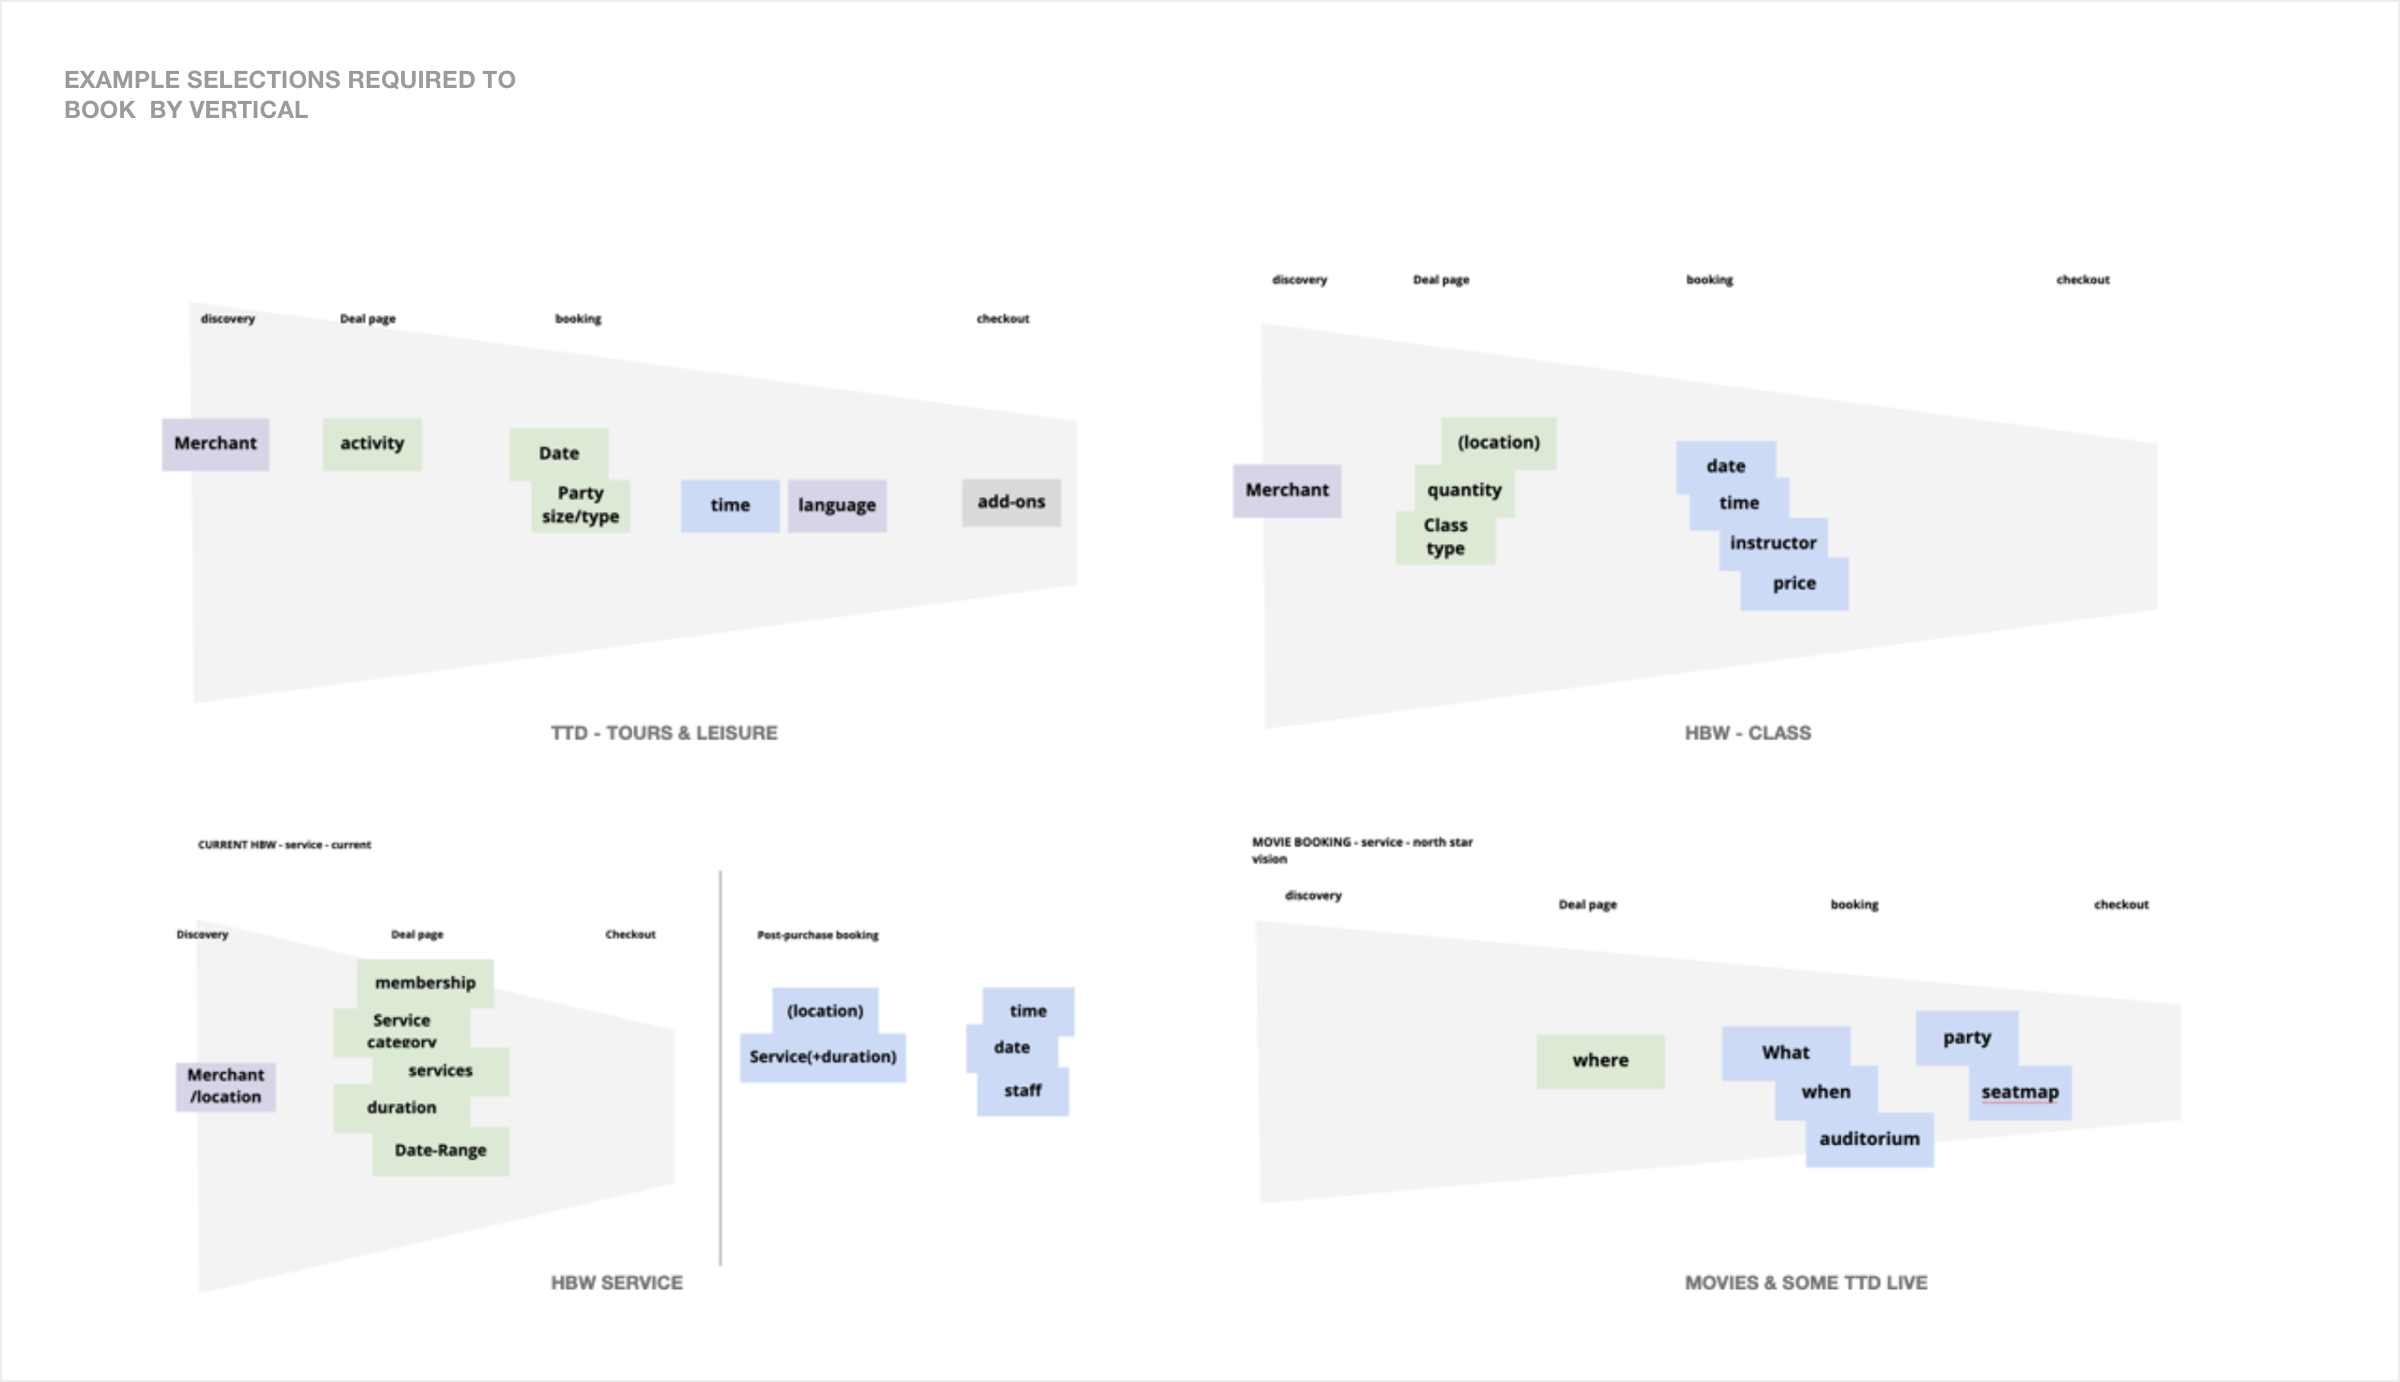 EXAMPLE SELECTIONS REQUIRED TO
BOOK  BY VERTICAL
discovery
Deal page
booking
checkout
Merchant
activity
Date
Party
size/type
time
language
add-ons
TTD - TOURS & LEISURE
discovery
Deal page
booking
checkout
Merchant
(location)
quantity
Class
type
date
time
instructor
price
HBW - CLASS
CURRENT HBW - service - current
Discovery
Deal page
Checkout
Post-purchase booking
Merchant
/location
membership
Service
category
services
duration
Date-Range
(location)
Service(+duration)
time
date
staff
HBW SERVICE
MOVIE BOOKING - service - north star
vision
discovery
Deal page
booking
checkout
where
What
when
auditorium
party
seatmap
MOVIES & SOME TTD LIVE